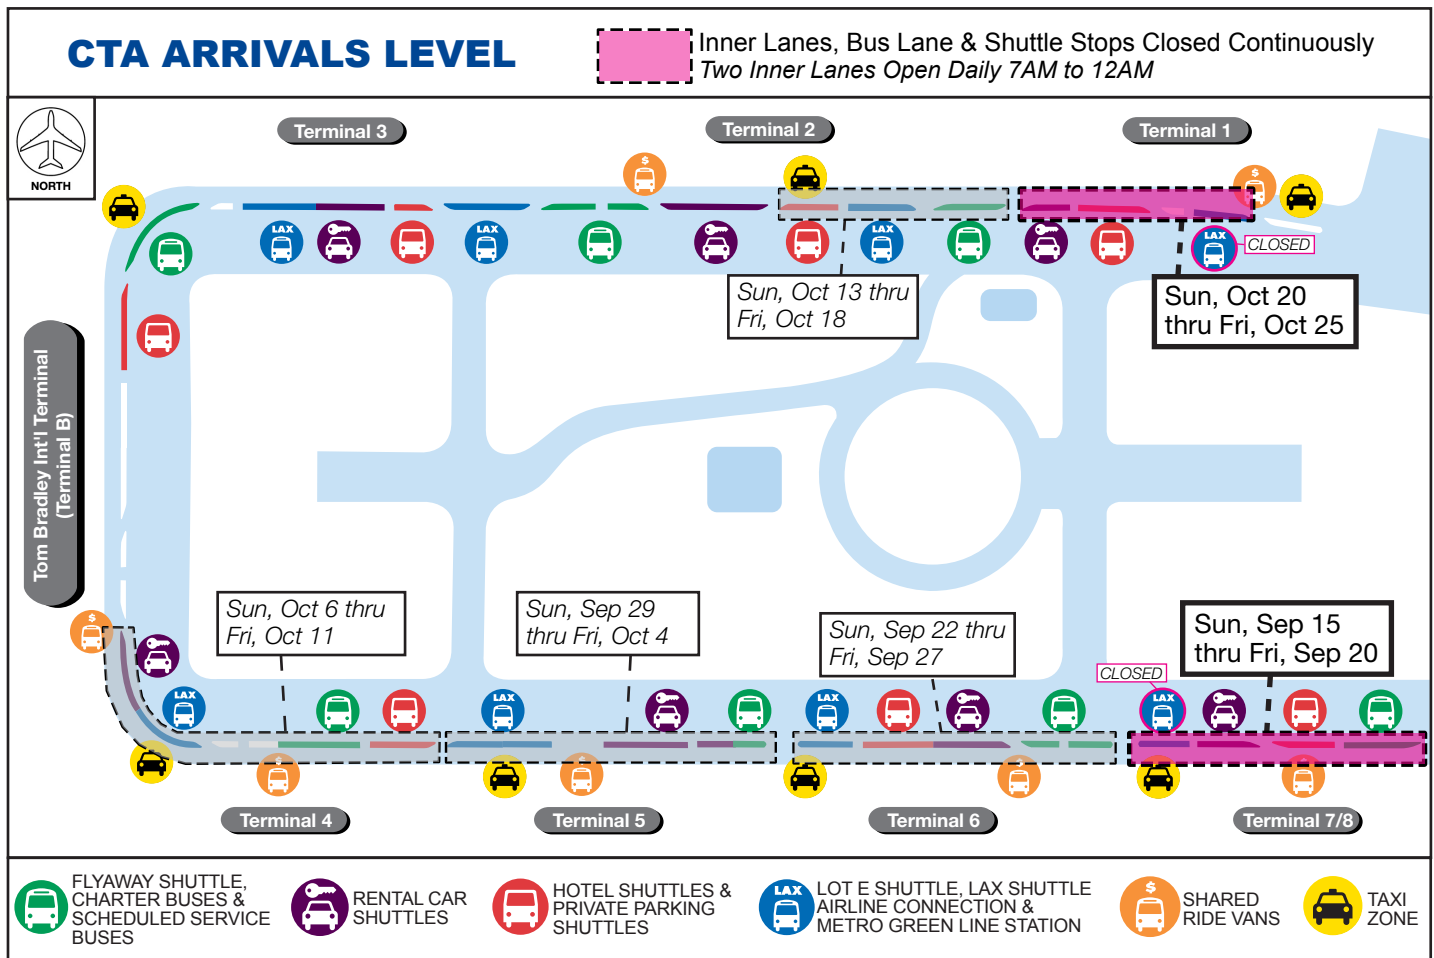 CTA ARRIVALS LEVEL
Inner Lanes, Bus Lane & Shuttle Stops Closed Continuously
Two Inner Lanes Open Daily 7AM to 12AM
NORTH
Terminal 3
Terminal 2
Terminal 1
$
$
LAX
LAX
LAX
LAX
CLOSED
Sun, Oct 13 thru
Fri, Oct 18
Sun, Oct 20
thru Fri, Oct 25
Tom Bradley Int'l Terminal
(Terminal B)
Sun, Oct 6 thru
Fri, Oct 11
Sun, Sep 29
thru Fri, Oct 4
Sun, Sep 22 thru
Fri, Sep 27
Sun, Sep 15
thru Fri, Sep 20
CLOSED
$
LAX
LAX
LAX
LAX
Terminal 4
Terminal 5
Terminal 6
Terminal 7/8
FLYAWAY SHUTTLE,
CHARTER BUSES &
SCHEDULED SERVICE
BUSES
RENTAL CAR
SHUTTLES
HOTEL SHUTTLES &
PRIVATE PARKING
SHUTTLES
LAX
LOT E SHUTTLE, LAX SHUTTLE
AIRLINE CONNECTION &
METRO GREEN LINE STATION
$
SHARED
RIDE VANS
TAXI
ZONE